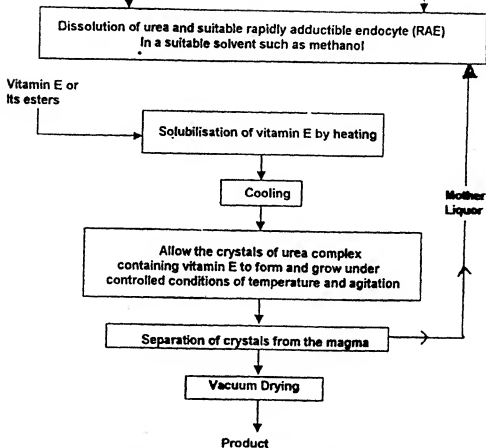 Dissolution of urea and suitable rapidly adductible endocyte (RAE)
In a suitable solvent such as methanol
Vitamin E or
Its esters
Solubilisation of vitamin E by heating
Cooling
Mother
Liquor
Allow the crystals of urea complex
containing vitamin E to form and grow under
controlled conditions of temperature and agitation
Separation of crystals from the magma
Vacuum Drying
Product